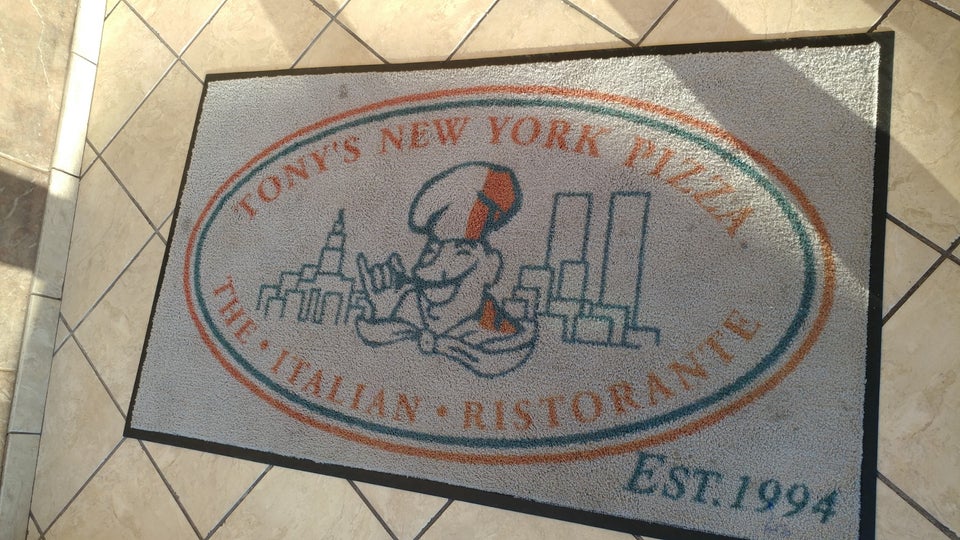 TONY'S NEW YORK PIZZA
THE • ITALIAN • RISTORANTE
EST. 1994